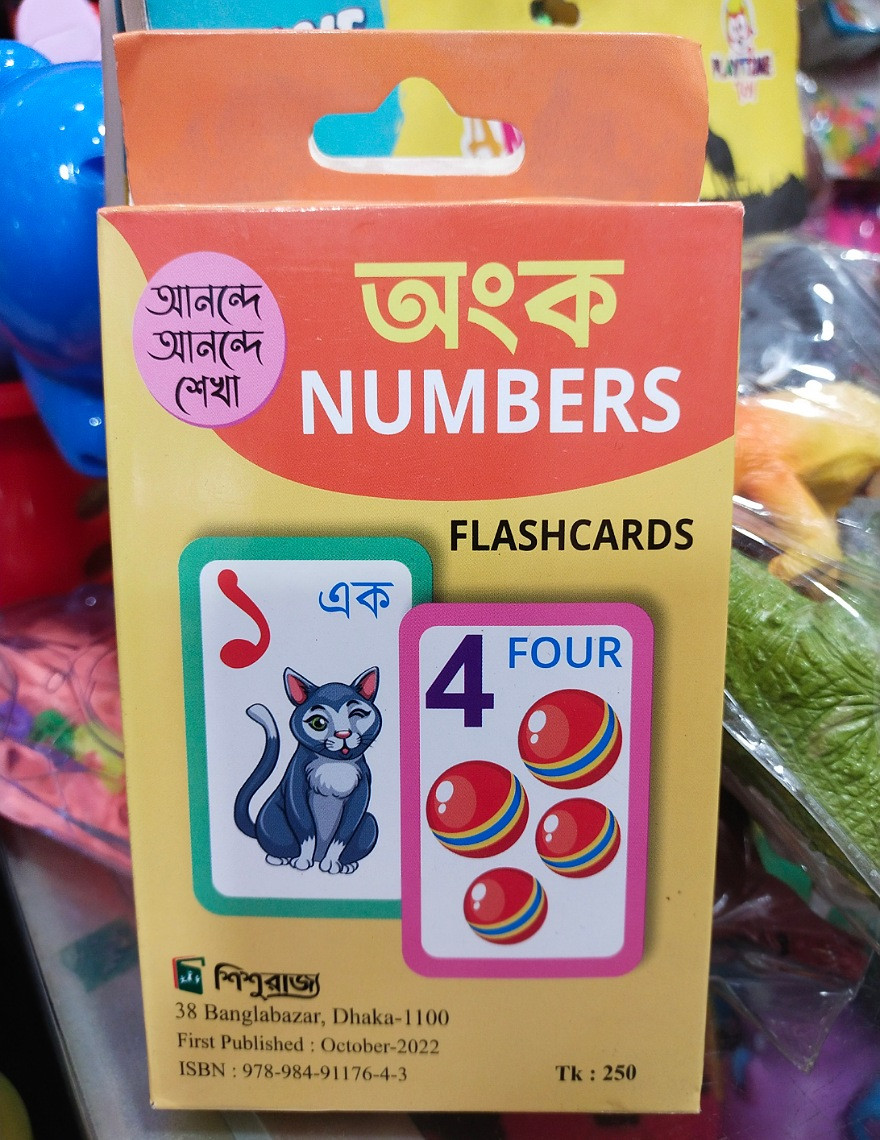 আনন্দে
আনন্দে
শেখা
অংক
NUMBERS
FLASHCARDS
১ এক
4 FOUR
শিশুরাজ্য
38 Banglabazar, Dhaka-1100
First Published : October-2022
ISBN : 978-984-91176-4-3
Tk : 250